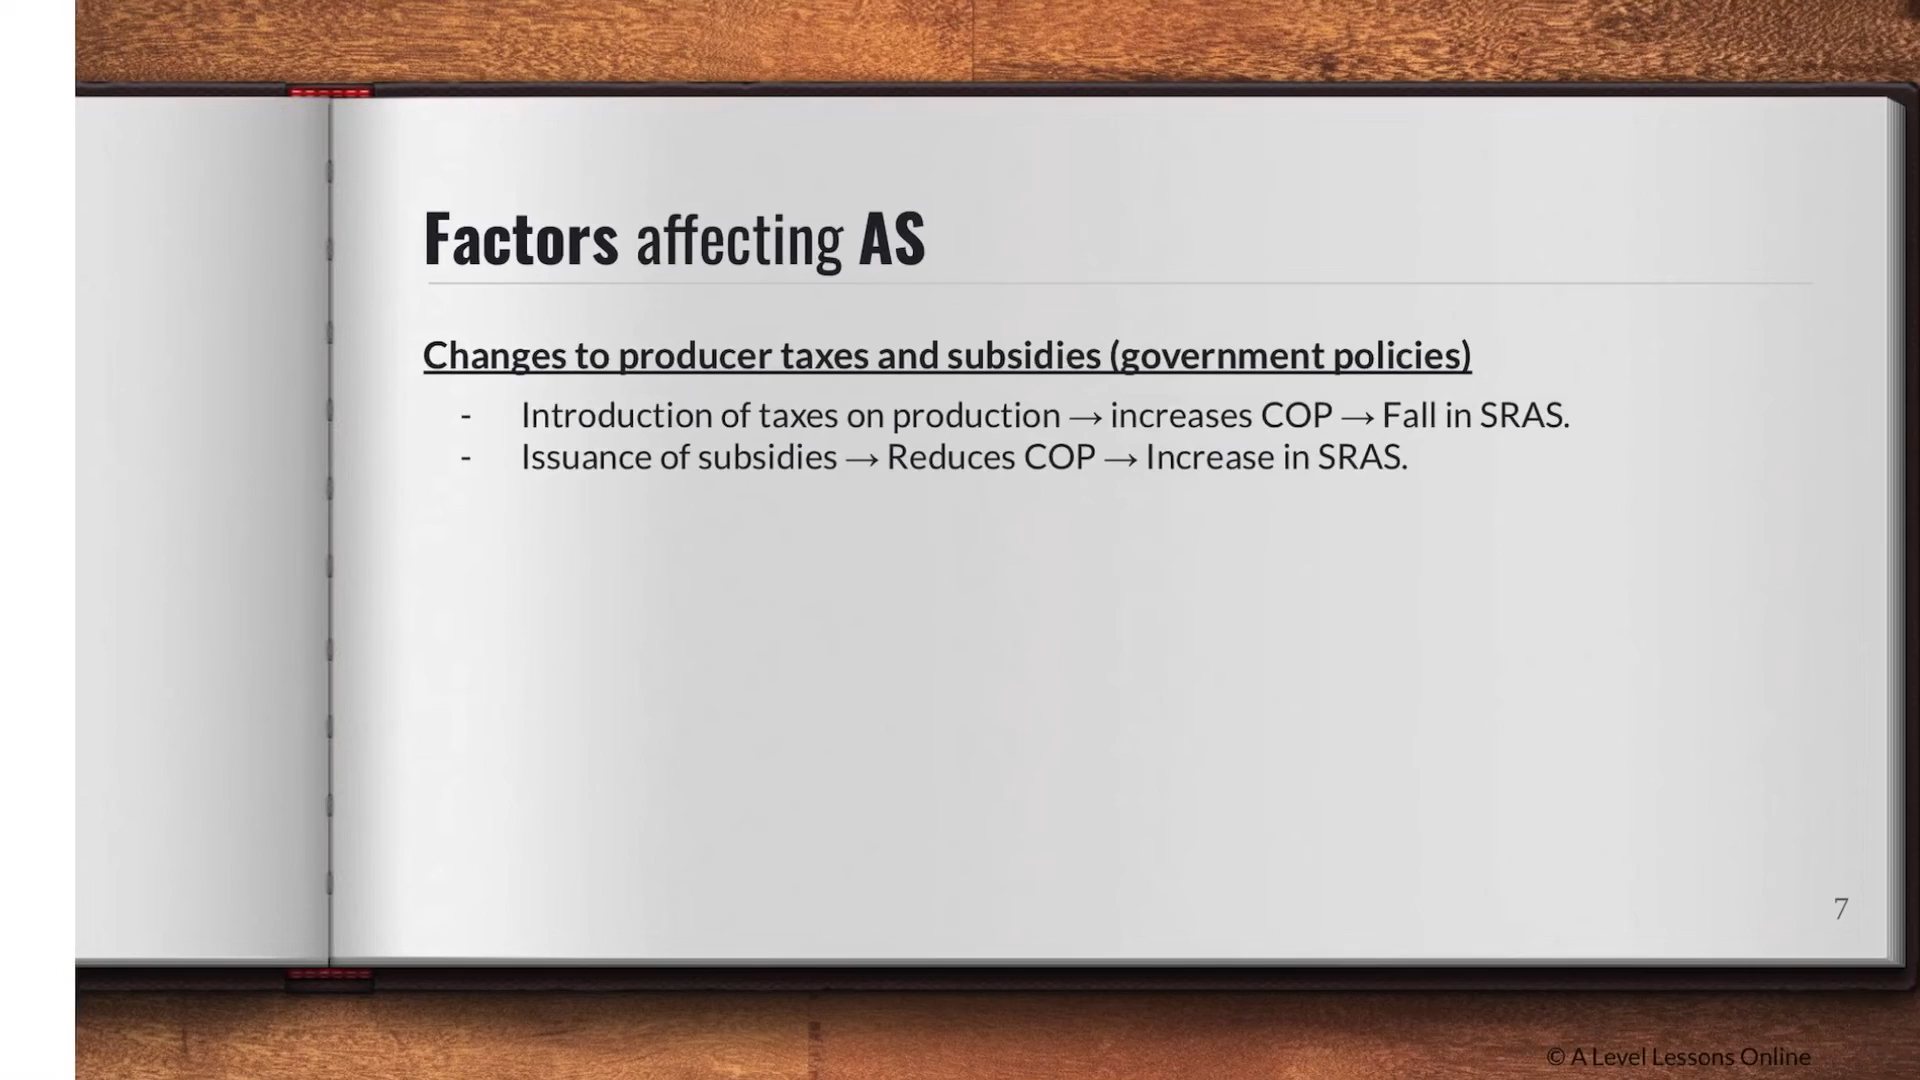 Factors affecting AS
Changes to producer taxes and subsidies (government policies)
- Introduction of taxes on production → increases COP → Fall in SRAS.
- Issuance of subsidies → Reduces COP → Increase in SRAS.
7
© A Level Lessons Online